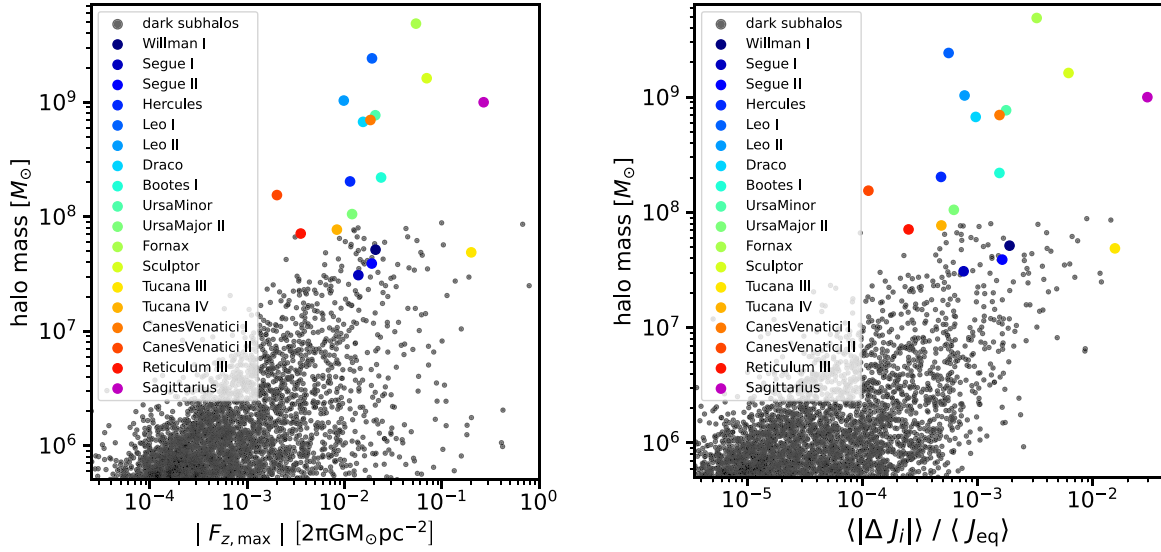 dark subhalos
Willman I
Segue I
Segue II
Hercules
Leo I
Leo II
Draco
Bootes I
UrsaMinor
UrsaMajor II
Fornax
Sculptor
Tucana III
Tucana IV
CanesVenatici I
CanesVenatici II
Reticulum III
Sagittarius
halo mass [M⊙]
10⁹
10⁸
10⁷
10⁶
10⁻⁴
10⁻³
10⁻²
10⁻¹
10⁰
| F_{z, max} | [2πGM⊙pc⁻²]
dark subhalos
Willman I
Segue I
Segue II
Hercules
Leo I
Leo II
Draco
Bootes I
UrsaMinor
UrsaMajor II
Fornax
Sculptor
Tucana III
Tucana IV
CanesVenatici I
CanesVenatici II
Reticulum III
Sagittarius
halo mass [M⊙]
10⁹
10⁸
10⁷
10⁶
10⁻⁵
10⁻⁴
10⁻³
10⁻²
⟨|Δ J_i|⟩ / ⟨ J_eq⟩